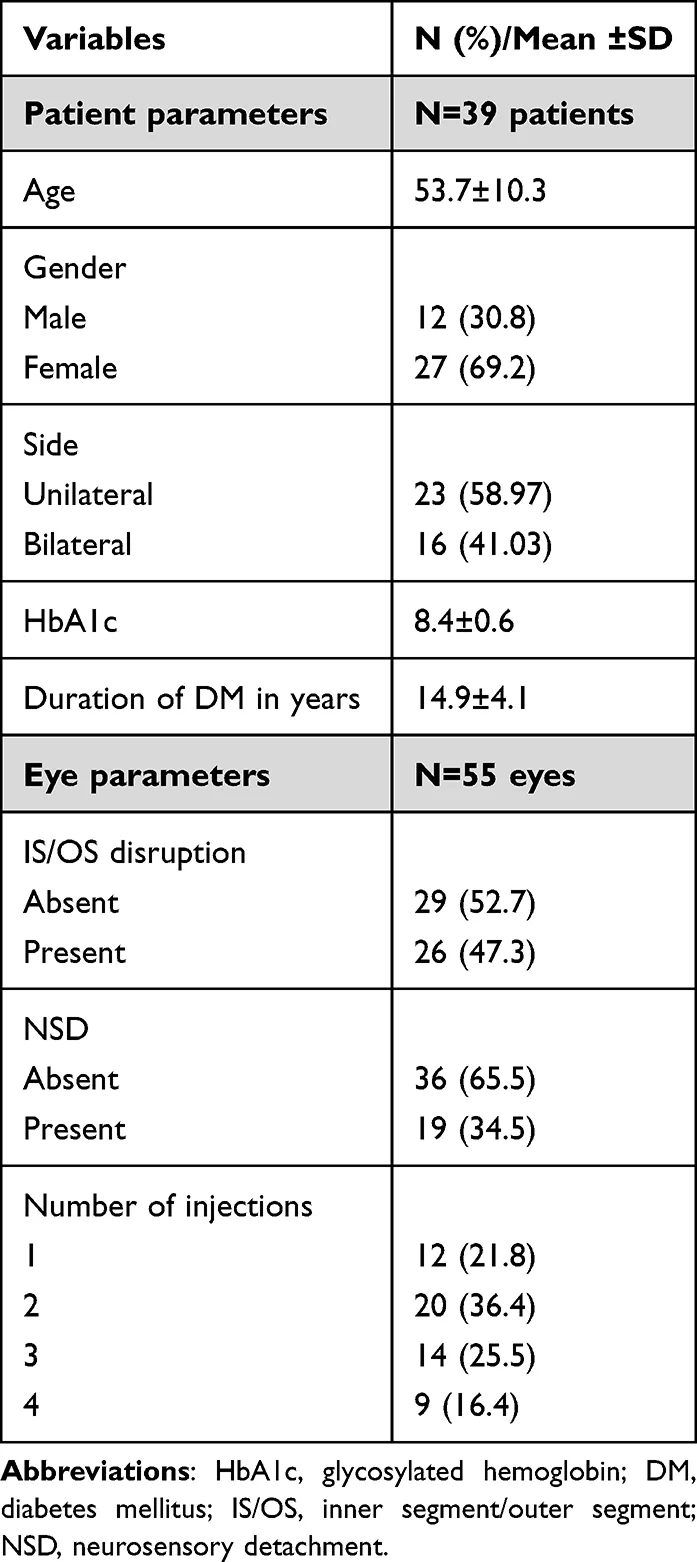 Variables N (%)/Mean ±SD
Patient parameters N=39 patients
Age 53.7±10.3
Gender
Male 12 (30.8)
Female 27 (69.2)
Side
Unilateral 23 (58.97)
Bilateral 16 (41.03)
HbA1c 8.4±0.6
Duration of DM in years 14.9±4.1
Eye parameters N=55 eyes
IS/OS disruption
Absent 29 (52.7)
Present 26 (47.3)
NSD
Absent 36 (65.5)
Present 19 (34.5)
Number of injections
1 12 (21.8)
2 20 (36.4)
3 14 (25.5)
4 9 (16.4)
Abbreviations: HbA1c, glycosylated hemoglobin; DM,
diabetes mellitus; IS/OS, inner segment/outer segment;
NSD, neurosensory detachment.